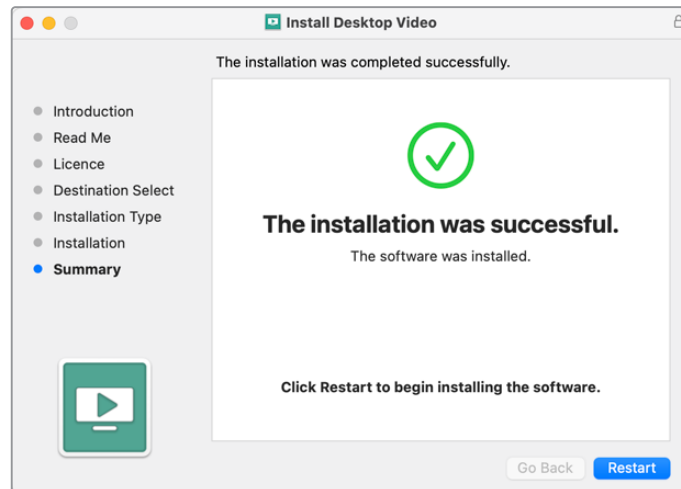 Install Desktop Video
The installation was completed successfully.
Introduction
Read Me
Licence
Destination Select
Installation Type
Installation
Summary
The installation was successful.
The software was installed.
Click Restart to begin installing the software.
Go Back
Restart